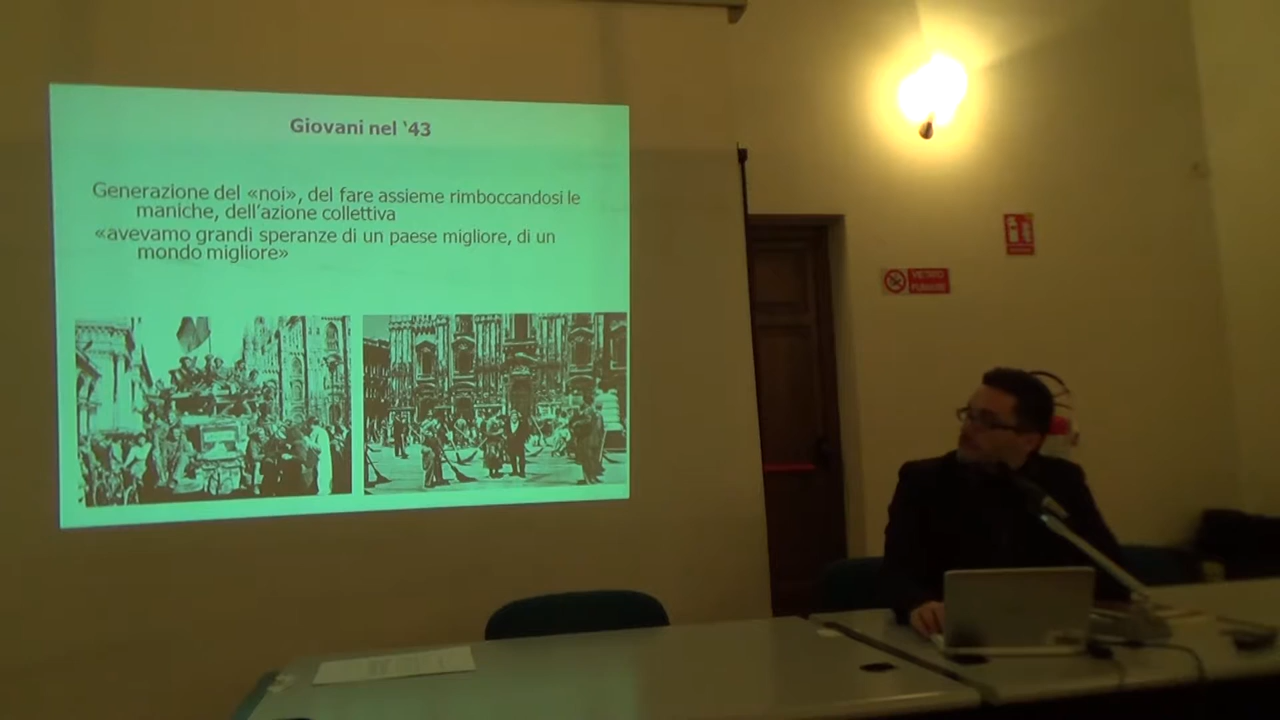 Giovani nel '43
Generazione del «noi», del fare assieme rimboccandosi le
maniche, dell'azione collettiva
«avevamo grandi speranze di un paese migliore, di un
mondo migliore»
VIETATO
FUMARE